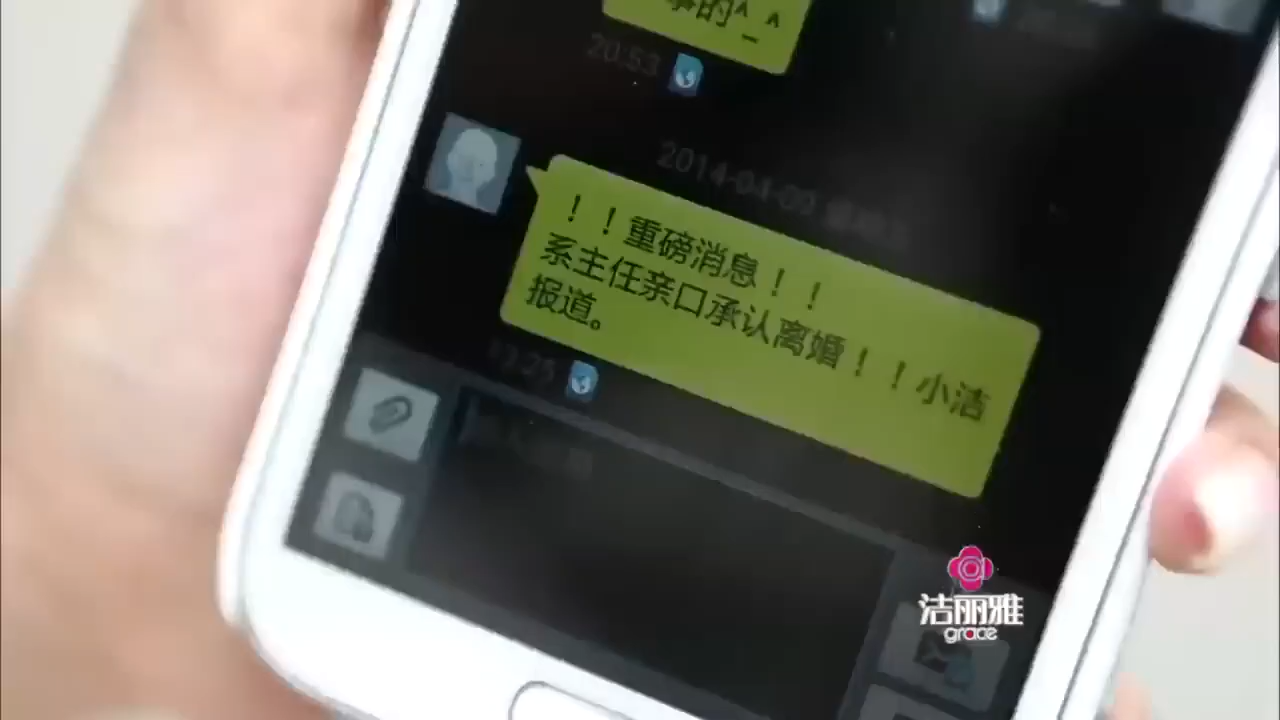 事的^_^
20:53
2014-04-09
！！重磅消息！！
系主任亲口承认离婚！！小洁
报道。
洁丽雅
grace